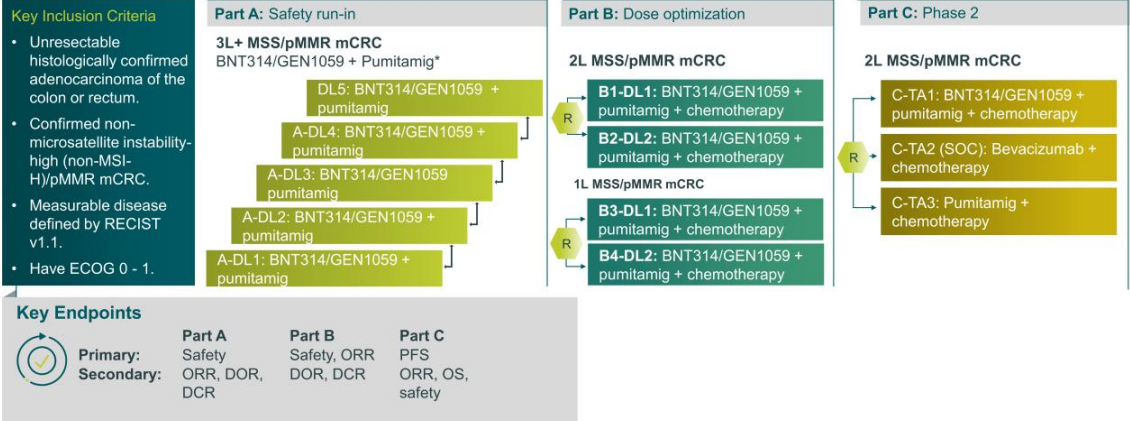 Key Inclusion Criteria
• Unresectable
histologically confirmed
adenocarcinoma of the
colon or rectum.
• Confirmed non-
microsatellite instability-
high (non-MSI-
H)/pMMR mCRC.
• Measurable disease
defined by RECIST
v1.1.
• Have ECOG 0 - 1.
Part A: Safety run-in
3L+ MSS/pMMR mCRC
BNT314/GEN1059 + Pumitamig*
DL5: BNT314/GEN1059 +
pumitamig
A-DL4: BNT314/GEN1059 +
pumitamig
A-DL3: BNT314/GEN1059
pumitamig
A-DL2: BNT314/GEN1059 +
pumitamig
A-DL1: BNT314/GEN1059 +
pumitamig
Part B: Dose optimization
2L MSS/pMMR mCRC
R
B1-DL1: BNT314/GEN1059 +
pumitamig + chemotherapy
B2-DL2: BNT314/GEN1059 +
pumitamig + chemotherapy
1L MSS/pMMR mCRC
R
B3-DL1: BNT314/GEN1059 +
pumitamig + chemotherapy
B4-DL2: BNT314/GEN1059 +
pumitamig + chemotherapy
Part C: Phase 2
2L MSS/pMMR mCRC
R
C-TA1: BNT314/GEN1059 +
pumitamig + chemotherapy
C-TA2 (SOC): Bevacizumab +
chemotherapy
C-TA3: Pumitamig +
chemotherapy
Key Endpoints
Part A Part B Part C
Primary: Safety Safety, ORR PFS
Secondary: ORR, DOR, DOR, DCR ORR, OS,
DCR safety